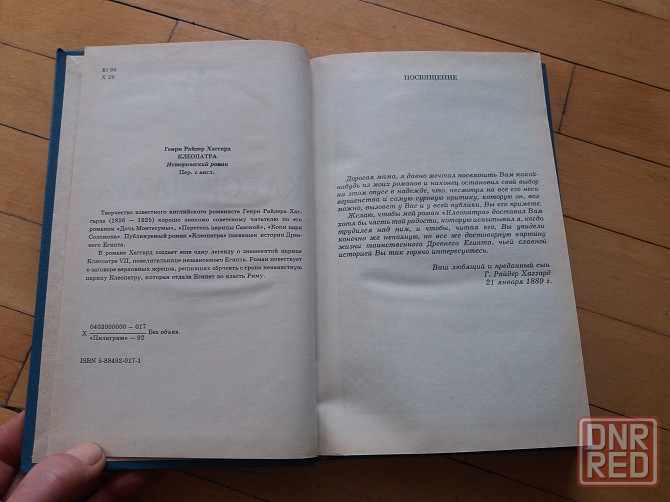 Ю 96
Х 26
Генри Райдер Хаггард
КЛЕОПАТРА
Исторический роман
Пер. с англ.
Творчество известного английского романиста Генри Райдера Хаг-
гарда (1856 – 1925) хорошо знакомо советскому читателю по его
романам «Дочь Монтесумы», «Перстень царицы Савской», «Копи царя
Соломона». Публикуемый роман «Клеопатра» посвящен истории Древ-
него Египта.
В романе Хаггард создает еще одну легенду о знаменитой царице
Клеопатре VII, повелительнице независимого Египта. Роман повествует
о заговоре верховных жрецов, решивших сбросить с трона ненавистную
царицу Клеопатру, которая отдала Египет во власть Риму.
Х 0403000000 — 017
«Пилигрим» — 92
Без объяв.
ISBN 5-88492-017-1
ПОСВЯЩЕНИЕ
Дорогая мама, я давно мечтал посвятить Вам какой-
нибудь из моих романов и наконец остановил свой выбор
на этом опусе в надежде, что, несмотря на все его несо-
вершенства и самую суровую критику, которую он, воз-
можно, вызовет у Вас и у всей публики, Вы его примете.
Желаю, чтобы мой роман «Клеопатра» доставил Вам
хотя бы часть той радости, которую испытывал я, когда
трудился над ним, и чтобы, читая его, Вы увидели
конечно же неполную, но все же достоверную картину
жизни таинственного Древнего Египта, чьей славной
историей Вы так горячо интересуетесь.
Ваш любящий и преданный сын
Г. Райдер Хаггард
21 января 1889 г.
DNR
RED